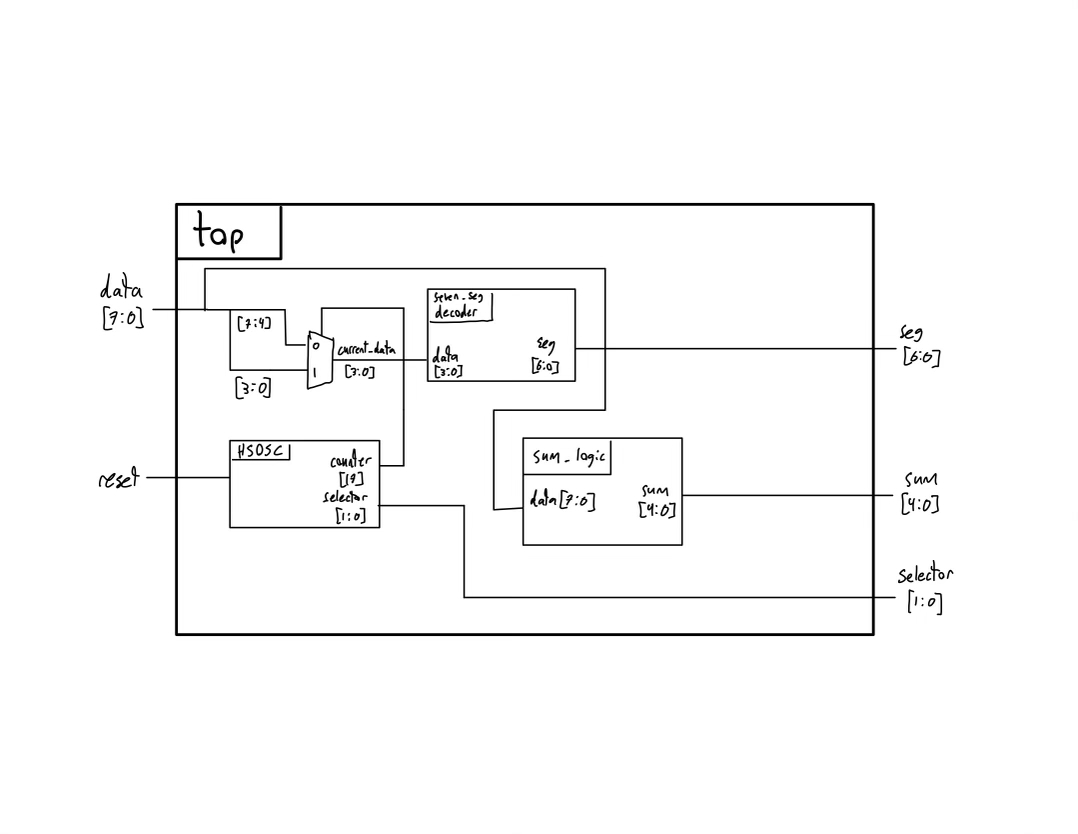 top
data
[7:0]
[7:4]
[3:0]
0
1
current_data
[3:0]
seven_seg
decoder
data
[3:0]
seg
[6:0]
seg
[6:0]
reset
HSOSC
counter
[19]
selector
[1:0]
sum_logic
data[7:0]
sum
[4:0]
sum
[4:0]
selector
[1:0]